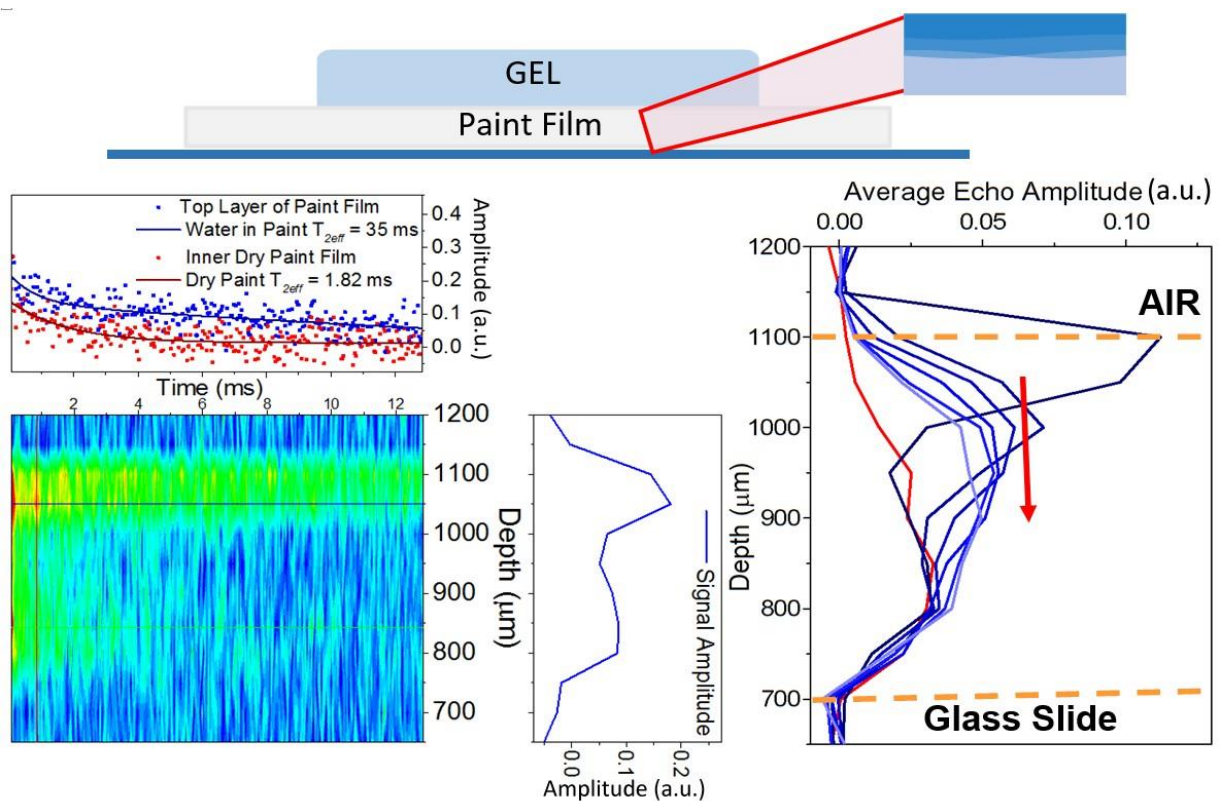 GEL
Paint Film
Top Layer of Paint Film
Water in Paint T2eff = 35 ms
Inner Dry Paint Film
Dry Paint T2eff = 1.82 ms
0.4
0.3
0.2
0.1
0.0
Amplitude (a.u.)
Time (ms)
2 4 6 8 10 12
1200
1100
1000
900
800
700
Depth (μm)
Signal Amplitude
0.0 0.1 0.2
Amplitude (a.u.)
Average Echo Amplitude (a.u.)
0.00 0.05 0.10
1200
1100
1000
900
800
700
Depth (μm)
AIR
Glass Slide